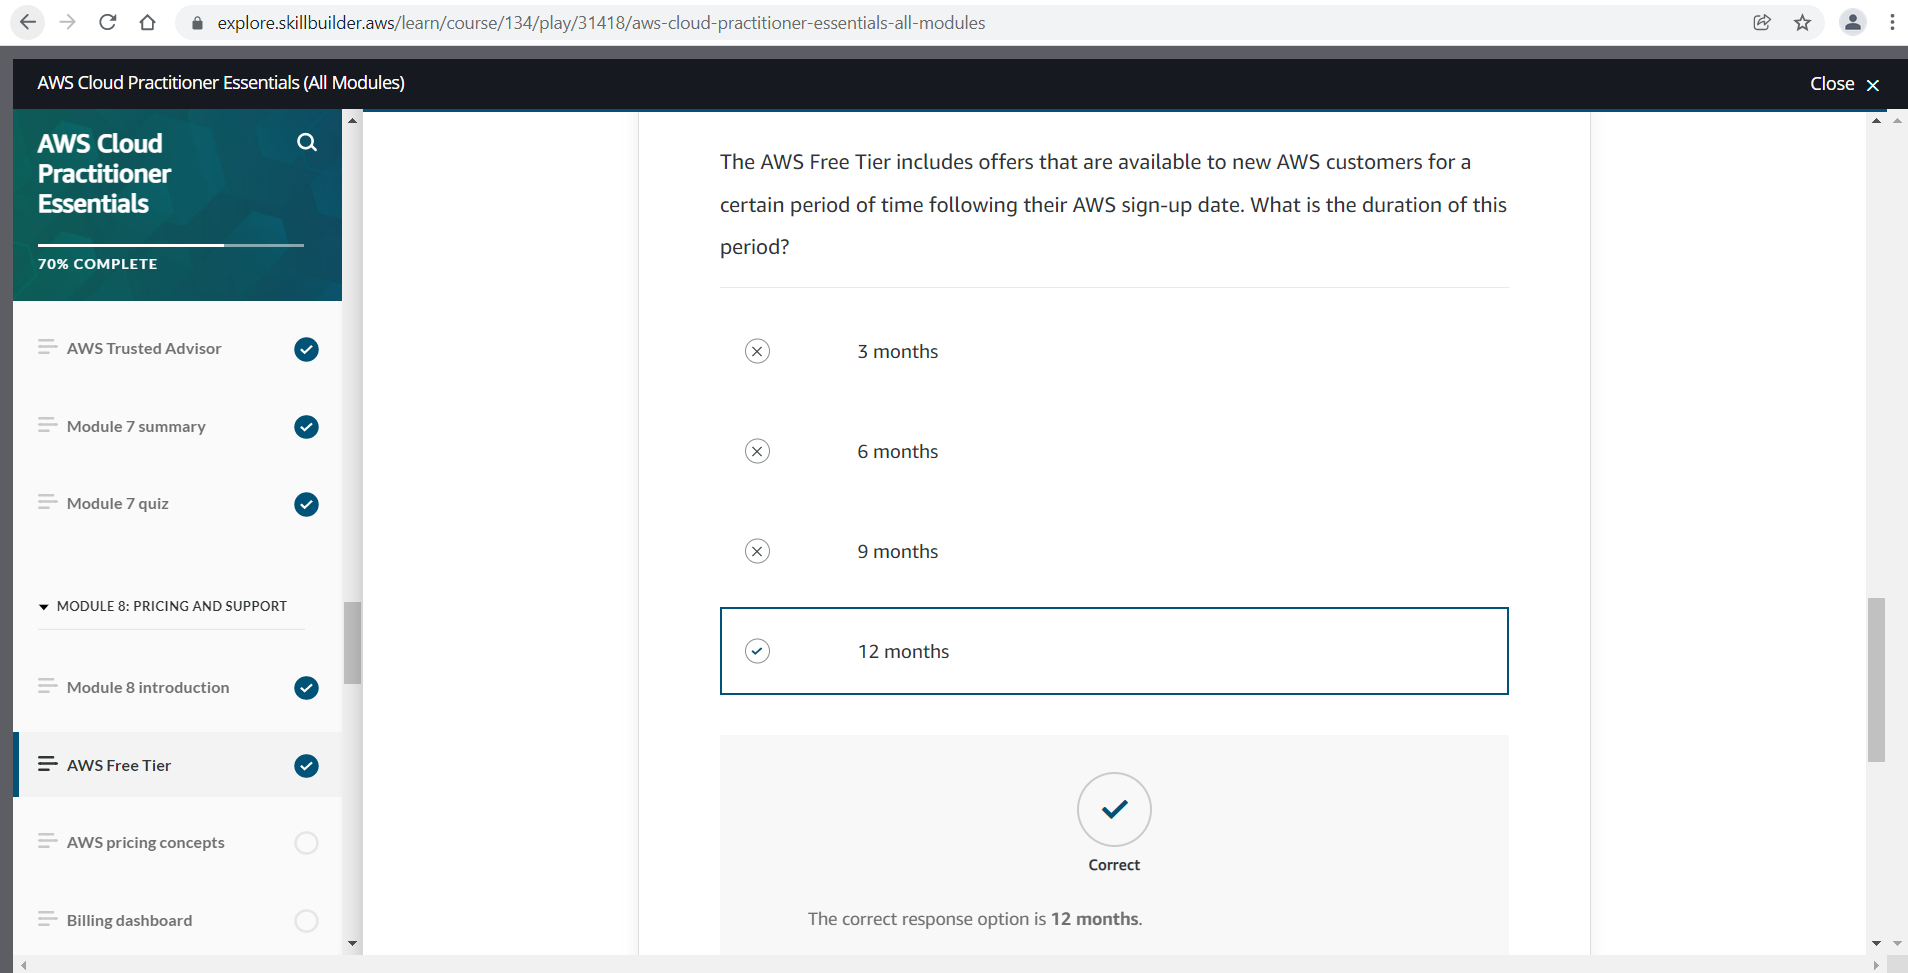 explore.skillbuilder.aws/learn/course/134/play/31418/aws-cloud-practitioner-essentials-all-modules
AWS Cloud Practitioner Essentials (All Modules)
Close
AWS Cloud
Practitioner
Essentials
70% COMPLETE
AWS Trusted Advisor
Module 7 summary
Module 7 quiz
MODULE 8: PRICING AND SUPPORT
Module 8 introduction
AWS Free Tier
AWS pricing concepts
Billing dashboard
The AWS Free Tier includes offers that are available to new AWS customers for a
certain period of time following their AWS sign-up date. What is the duration of this
period?
3 months
6 months
9 months
12 months
Correct
The correct response option is 12 months.